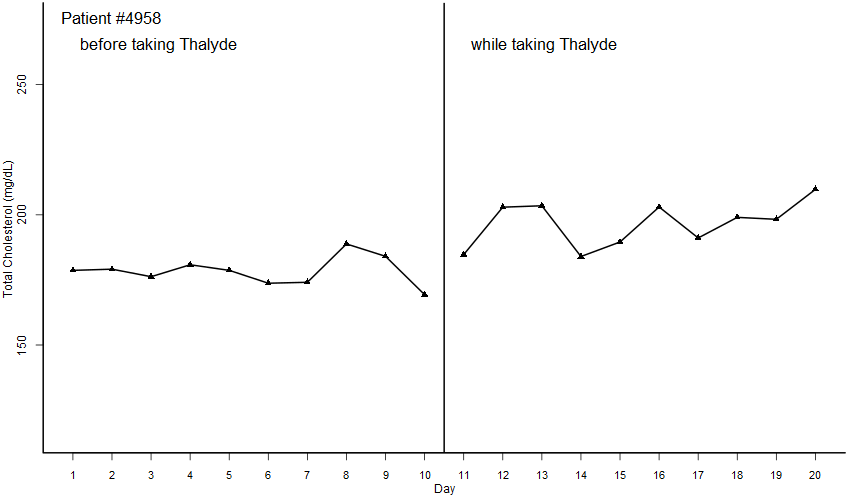 Patient #4958
before taking Thalyde
while taking Thalyde
Total Cholesterol (mg/dL)
250
200
150
1 2 3 4 5 6 7 8 9 10 11 12 13 14 15 16 17 18 19 20
Day